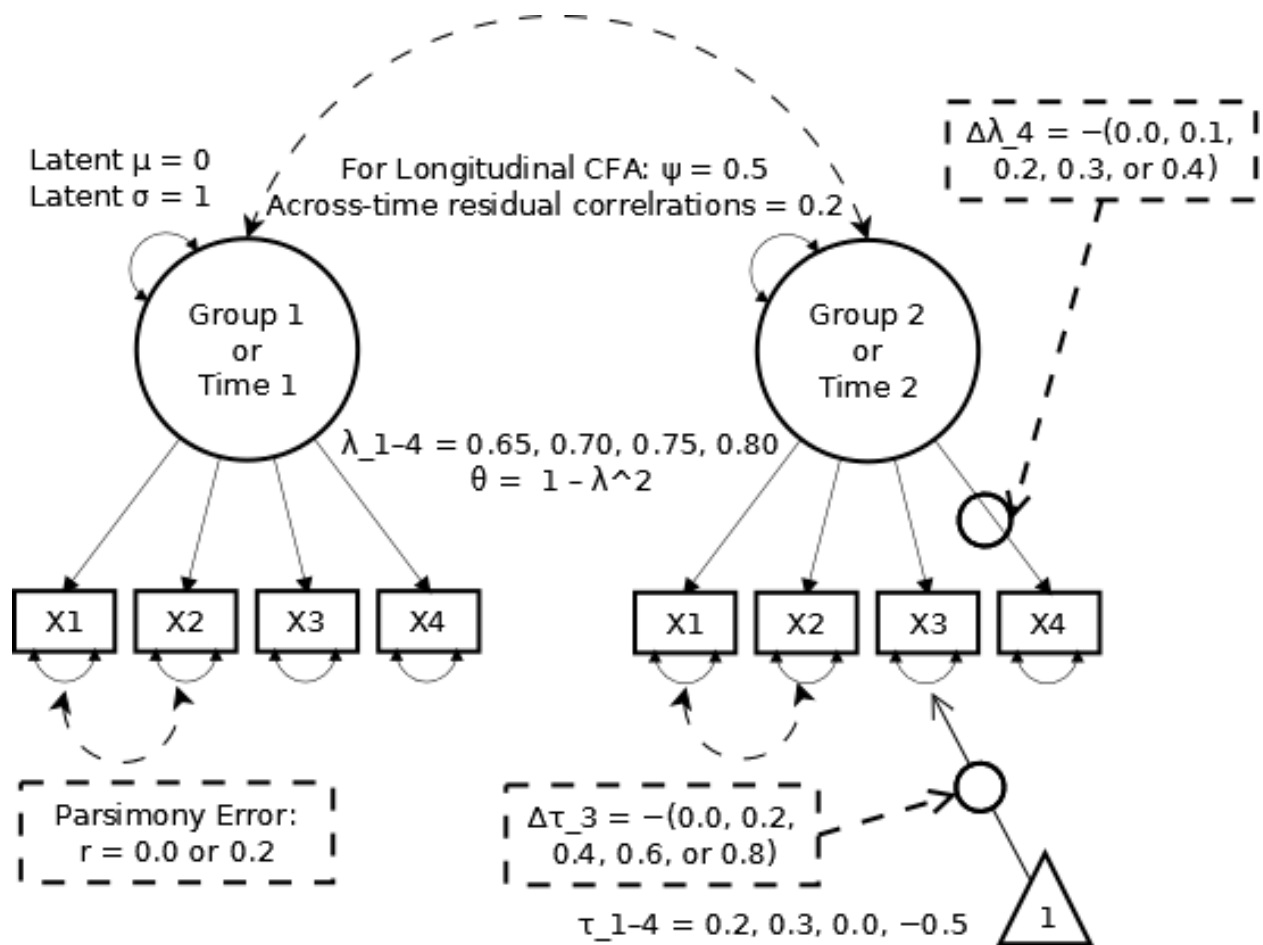 Latent μ = 0
Latent σ = 1
For Longitudinal CFA: ψ = 0.5
Across-time residual correlrations = 0.2
Δλ_4 = −(0.0, 0.1,
0.2, 0.3, or 0.4)
Group 1
or
Time 1
Group 2
or
Time 2
λ_1–4 = 0.65, 0.70, 0.75, 0.80
θ = 1 – λ^2
X1
X2
X3
X4
X1
X2
X3
X4
Parsimony Error:
r = 0.0 or 0.2
Δτ_3 = −(0.0, 0.2,
0.4, 0.6, or 0.8)
τ_1–4 = 0.2, 0.3, 0.0, −0.5
1